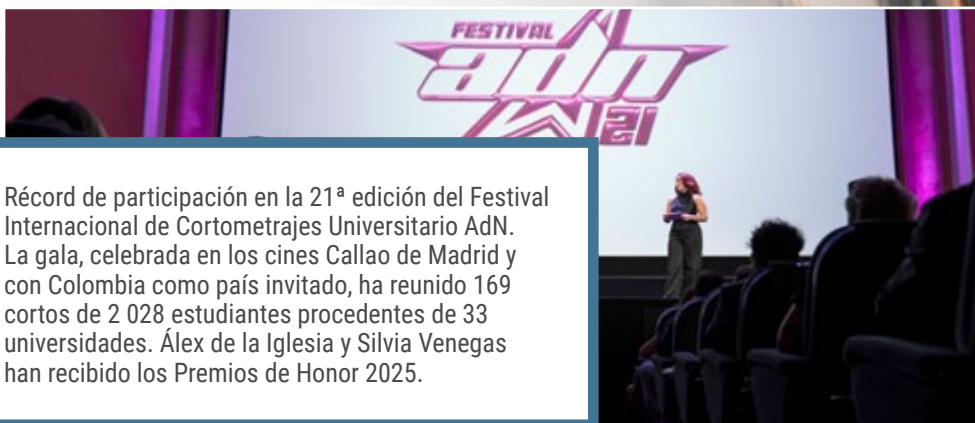 FESTIVAL
adn
21
Récord de participación en la 21ª edición del Festival
Internacional de Cortometrajes Universitario AdN.
La gala, celebrada en los cines Callao de Madrid y
con Colombia como país invitado, ha reunido 169
cortos de 2 028 estudiantes procedentes de 33
universidades. Álex de la Iglesia y Silvia Venegas
han recibido los Premios de Honor 2025.